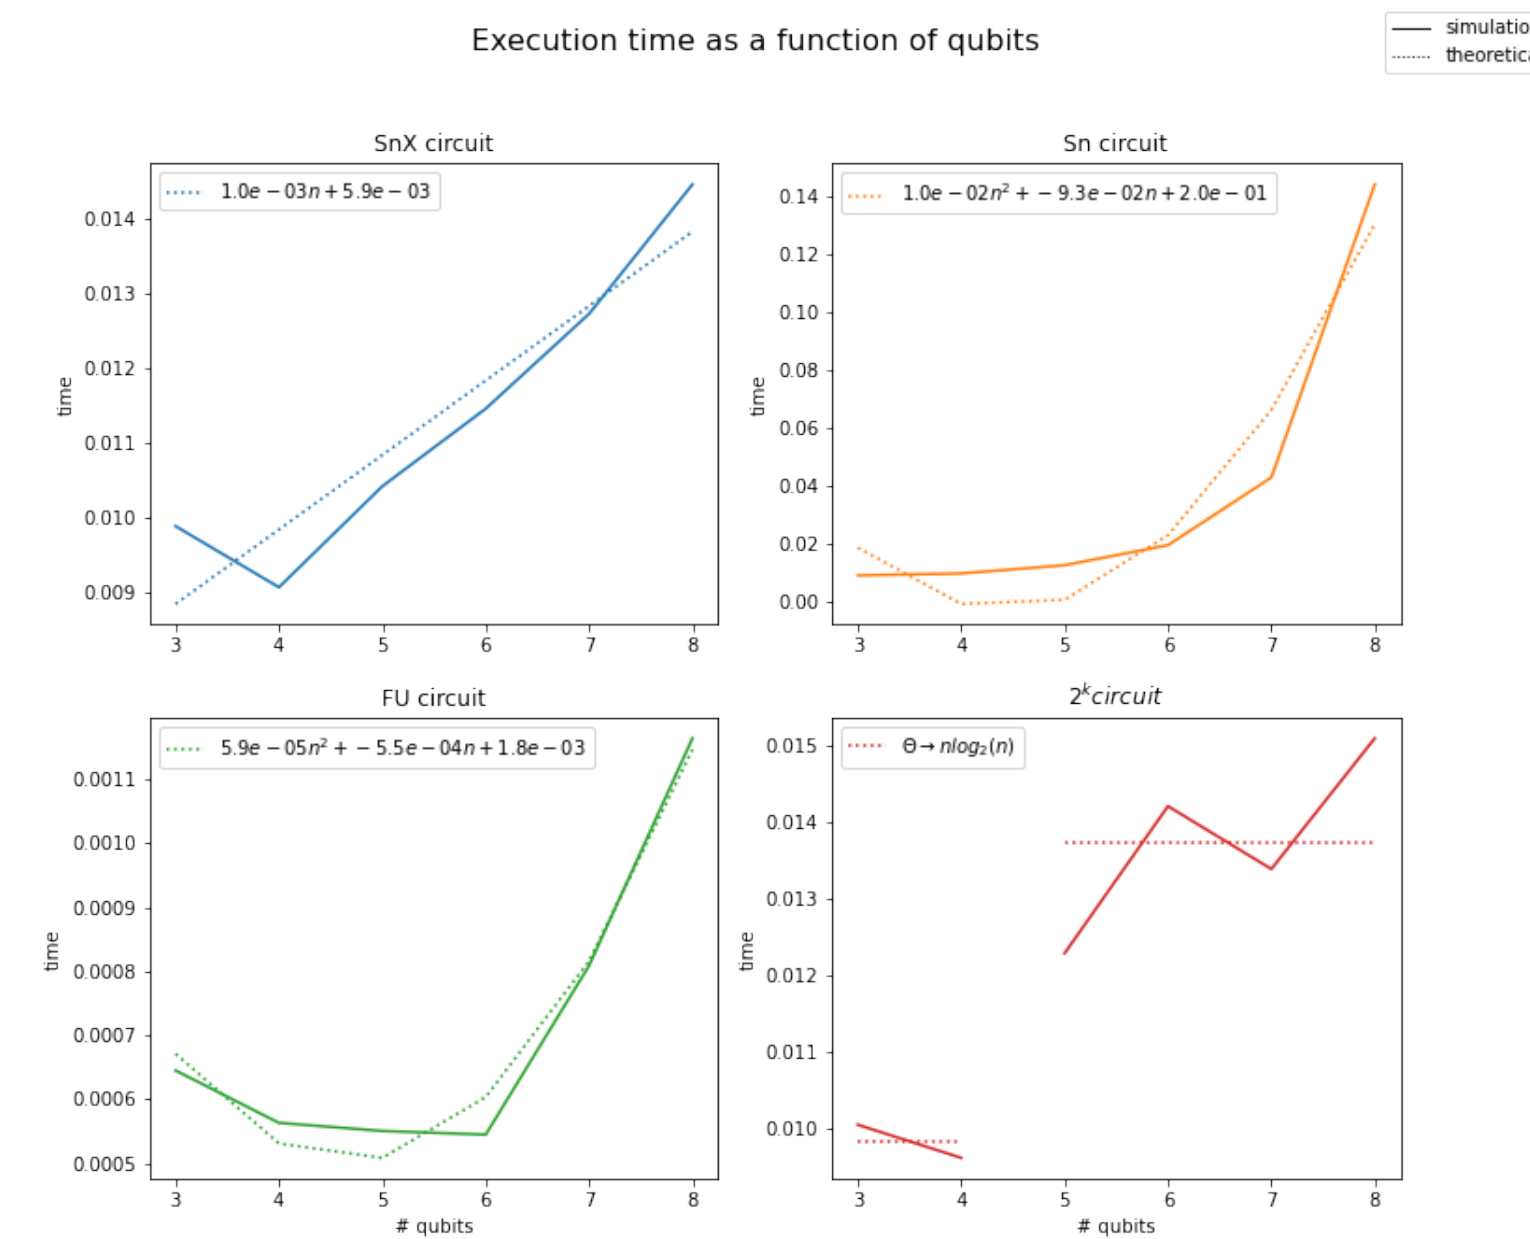 Execution time as a function of qubits
simulatio
theoretica
SnX circuit
1.0e − 03n + 5.9e − 03
0.014
0.013
0.012
0.011
0.010
0.009
time
3 4 5 6 7 8
Sn circuit
1.0e − 02n² + − 9.3e − 02n + 2.0e − 01
0.14
0.12
0.10
0.08
0.06
0.04
0.02
0.00
time
3 4 5 6 7 8
FU circuit
5.9e − 05n² + − 5.5e − 04n + 1.8e − 03
0.0011
0.0010
0.0009
0.0008
0.0007
0.0006
0.0005
time
3 4 5 6 7 8
# qubits
2ᵏcircuit
Θ → nlog₂(n)
0.015
0.014
0.013
0.012
0.011
0.010
time
3 4 5 6 7 8
# qubits